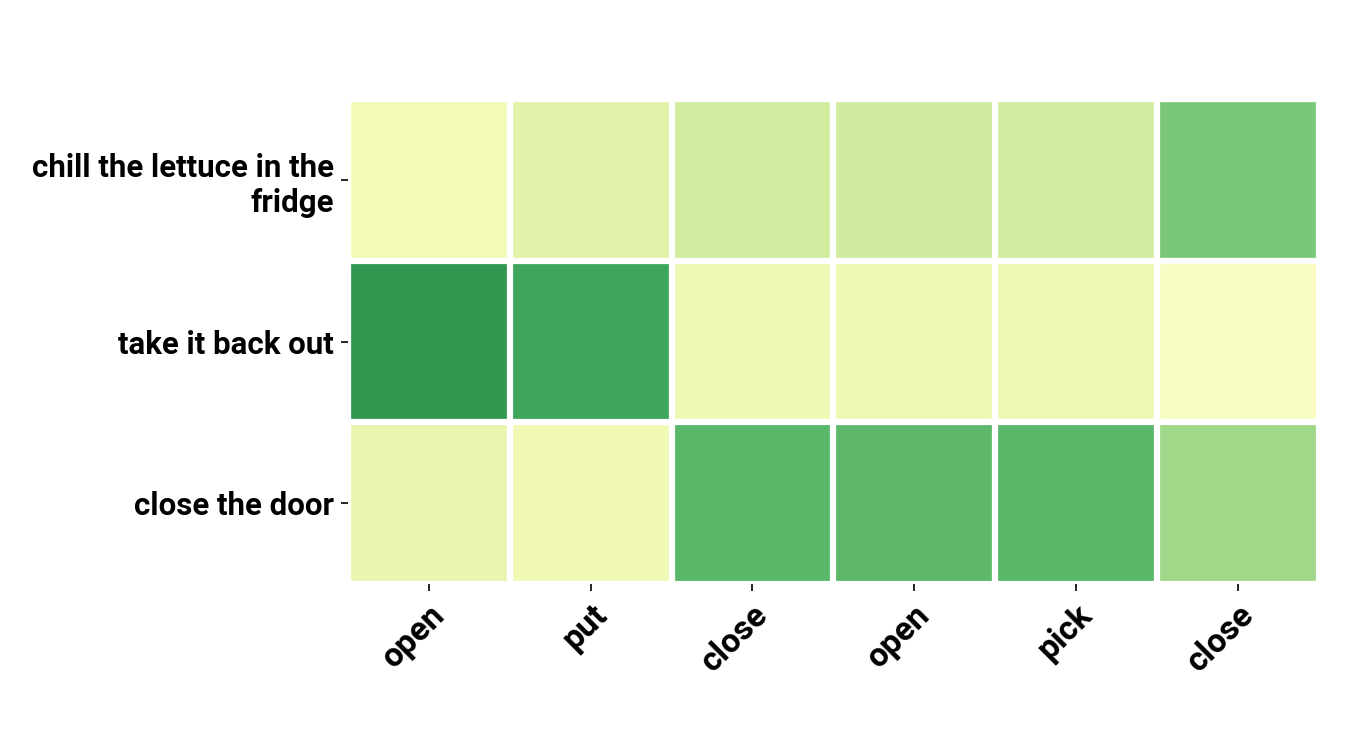 chill the lettuce in the
fridge
take it back out
close the door
open
put
close
open
pick
close